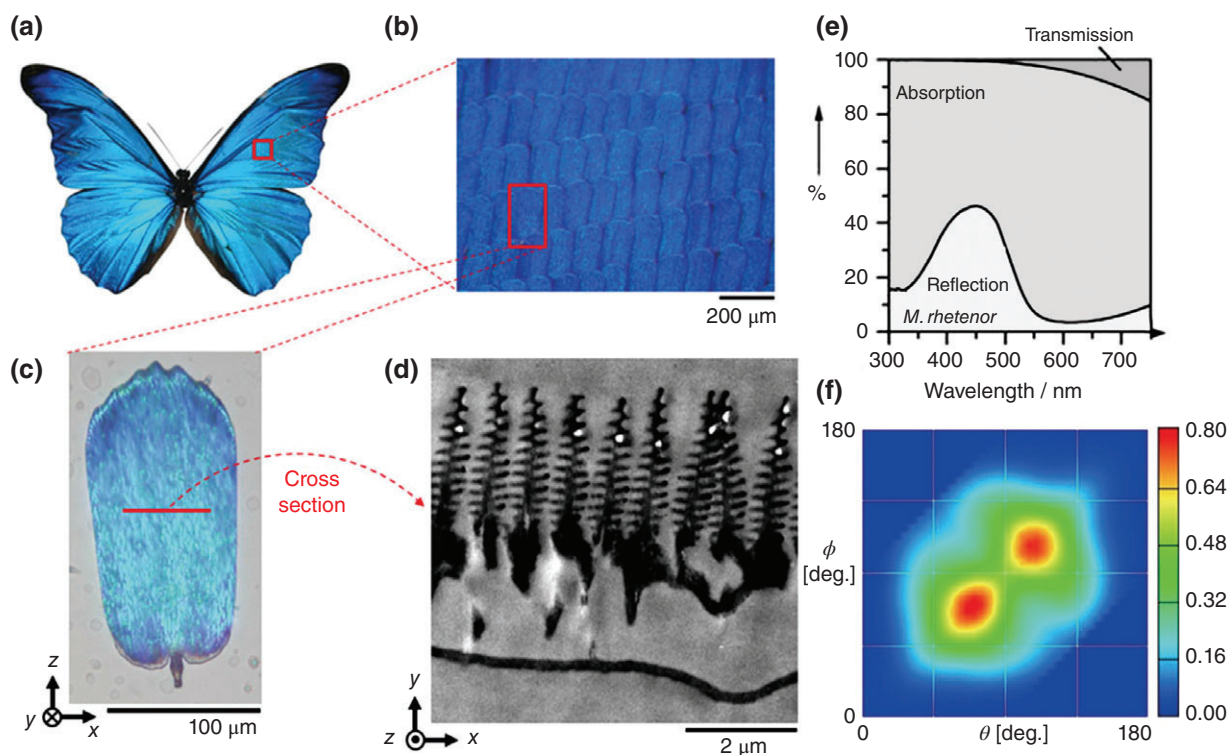 (a)
(b)
200 μm
(c)
z
y
x
100 μm
Cross
section
(d)
y
z
x
2 μm
(e)
Transmission
100
80
60
40
20
0
%
Absorption
Reflection
M. rhetenor
300
400
500
600
700
Wavelength / nm
(f)
180
ϕ
[deg.]
0
θ [deg.]
180
0.80
0.64
0.48
0.32
0.16
0.00